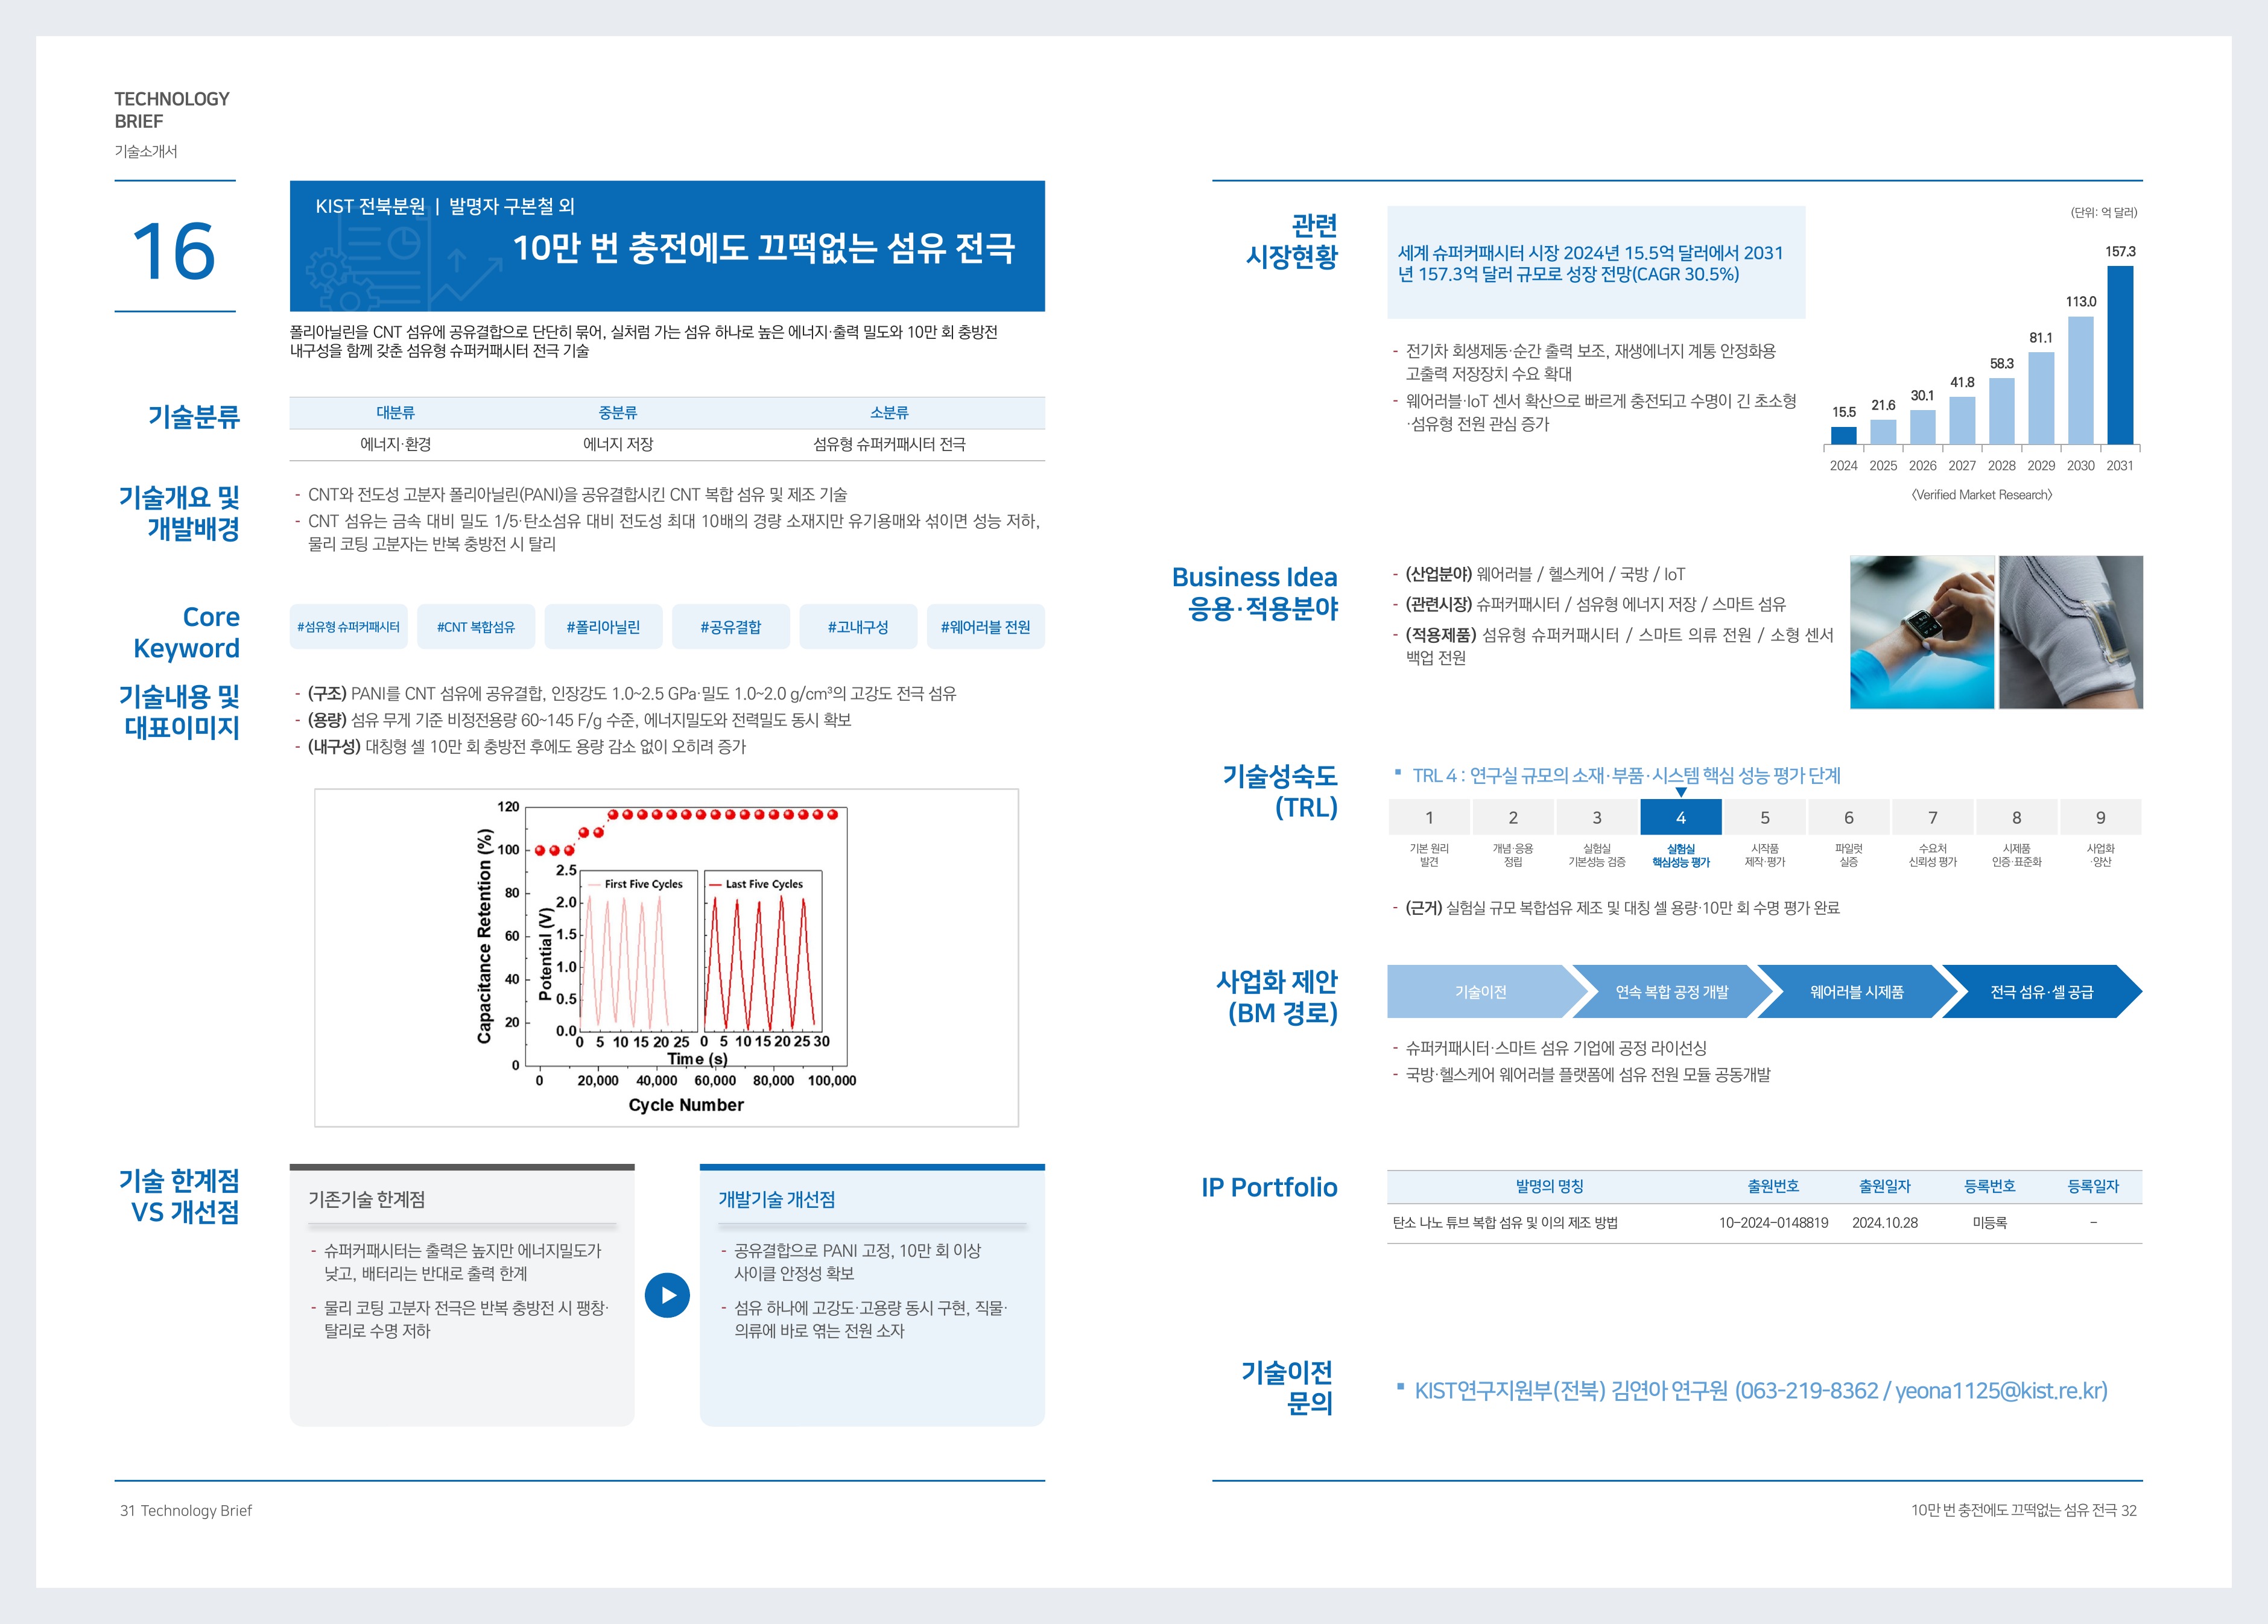 TECHNOLOGY
BRIEF
기술소개서
16
KIST 전북분원 | 발명자 구본철 외
10만 번 충전에도 끄떡없는 섬유 전극
폴리아닐린을 CNT 섬유에 공유결합으로 단단히 묶어, 실처럼 가는 섬유 하나로 높은 에너지·출력 밀도와 10만 회 충방전
내구성을 함께 갖춘 섬유형 슈퍼커패시터 전극 기술
기술분류
대분류 중분류 소분류
에너지·환경 에너지 저장 섬유형 슈퍼커패시터 전극
기술개요 및
개발배경
- CNT와 전도성 고분자 폴리아닐린(PANI)을 공유결합시킨 CNT 복합 섬유 및 제조 기술
- CNT 섬유는 금속 대비 밀도 1/5·탄소섬유 대비 전도성 최대 10배의 경량 소재지만 유기용매와 섞이면 성능 저하,
물리 코팅 고분자는 반복 충방전 시 탈리
Core
Keyword
#섬유형 슈퍼커패시터 #CNT 복합섬유 #폴리아닐린 #공유결합 #고내구성 #웨어러블 전원
기술내용 및
대표이미지
- (구조) PANI를 CNT 섬유에 공유결합, 인장강도 1.0~2.5 GPa·밀도 1.0~2.0 g/cm³의 고강도 전극 섬유
- (용량) 섬유 무게 기준 비정전용량 60~145 F/g 수준, 에너지밀도와 전력밀도 동시 확보
- (내구성) 대칭형 셀 10만 회 충방전 후에도 용량 감소 없이 오히려 증가
Capacitance Retention (%)
120
100
80
60
40
20
0
Potential (V)
2.5
2.0
1.5
1.0
0.5
0.0
First Five Cycles Last Five Cycles
0 5 10 15 20 25 0 5 10 15 20 25 30
Time (s)
0 20,000 40,000 60,000 80,000 100,000
Cycle Number
기술 한계점
VS 개선점
기존기술 한계점
- 슈퍼커패시터는 출력은 높지만 에너지밀도가
낮고, 배터리는 반대로 출력 한계
- 물리 코팅 고분자 전극은 반복 충방전 시 팽창·
탈리로 수명 저하
개발기술 개선점
- 공유결합으로 PANI 고정, 10만 회 이상
사이클 안정성 확보
- 섬유 하나에 고강도·고용량 동시 구현, 직물·
의류에 바로 엮는 전원 소자
31 Technology Brief
관련
시장현황
세계 슈퍼커패시터 시장 2024년 15.5억 달러에서 2031
년 157.3억 달러 규모로 성장 전망(CAGR 30.5%)
- 전기차 회생제동·순간 출력 보조, 재생에너지 계통 안정화용
고출력 저장장치 수요 확대
- 웨어러블·IoT 센서 확산으로 빠르게 충전되고 수명이 긴 초소형
·섬유형 전원 관심 증가
(단위: 억 달러)
15.5 21.6 30.1 41.8 58.3 81.1 113.0 157.3
2024 2025 2026 2027 2028 2029 2030 2031
〈Verified Market Research〉
Business Idea
응용·적용분야
- (산업분야) 웨어러블 / 헬스케어 / 국방 / IoT
- (관련시장) 슈퍼커패시터 / 섬유형 에너지 저장 / 스마트 섬유
- (적용제품) 섬유형 슈퍼커패시터 / 스마트 의류 전원 / 소형 센서
백업 전원
기술성숙도
(TRL)
▪ TRL 4 : 연구실 규모의 소재·부품·시스템 핵심 성능 평가 단계
1 2 3 4 5 6 7 8 9
기본 원리 개념·응용 실험실 실험실 시작품 파일럿 수요처 시제품 사업화
발견 정립 기본성능 검증 핵심성능 평가 제작·평가 실증 신뢰성 평가 인증·표준화 ·양산
- (근거) 실험실 규모 복합섬유 제조 및 대칭 셀 용량·10만 회 수명 평가 완료
사업화 제안
(BM 경로)
기술이전 연속 복합 공정 개발 웨어러블 시제품 전극 섬유·셀 공급
- 슈퍼커패시터·스마트 섬유 기업에 공정 라이선싱
- 국방·헬스케어 웨어러블 플랫폼에 섬유 전원 모듈 공동개발
IP Portfolio
발명의 명칭 출원번호 출원일자 등록번호 등록일자
탄소 나노 튜브 복합 섬유 및 이의 제조 방법 10-2024-0148819 2024.10.28 미등록 -
기술이전
문의
▪ KIST연구지원부(전북) 김연아 연구원 (063-219-8362 / yeona1125@kist.re.kr)
10만 번 충전에도 끄떡없는 섬유 전극 32